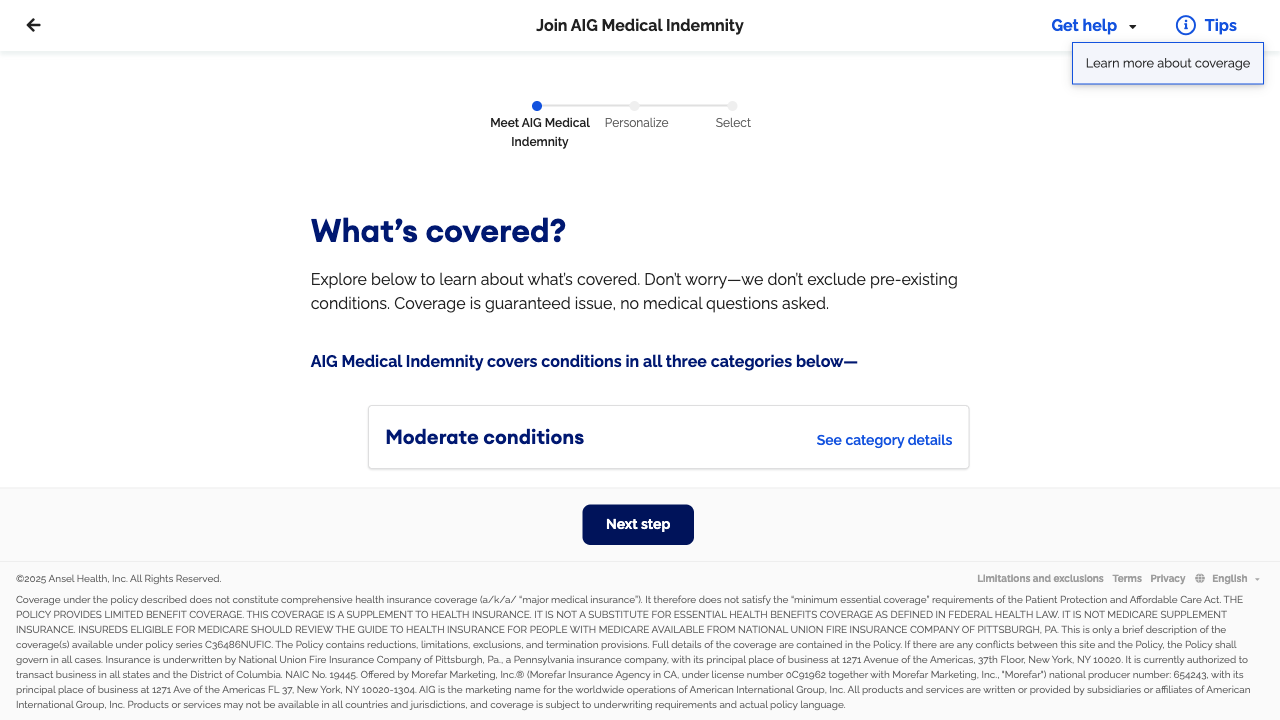 Join AIG Medical Indemnity
Get help
Tips
Learn more about coverage
Meet AIG Medical
Indemnity
Personalize
Select
What's covered?
Explore below to learn about what's covered. Don't worry—we don't exclude pre-existing
conditions. Coverage is guaranteed issue, no medical questions asked.
AIG Medical Indemnity covers conditions in all three categories below—
Moderate conditions
See category details
Next step
©2025 Ansel Health, Inc. All Rights Reserved.
Limitations and exclusions Terms Privacy English
Coverage under the policy described does not constitute comprehensive health insurance coverage (a/k/a/ “major medical insurance”). It therefore does not satisfy the “minimum essential coverage” requirements of the Patient Protection and Affordable Care Act. THE
POLICY PROVIDES LIMITED BENEFIT COVERAGE. THIS COVERAGE IS A SUPPLEMENT TO HEALTH INSURANCE. IT IS NOT A SUBSTITUTE FOR ESSENTIAL HEALTH BENEFITS COVERAGE AS DEFINED IN FEDERAL HEALTH LAW. IT IS NOT MEDICARE SUPPLEMENT
INSURANCE. INSUREDS ELIGIBLE FOR MEDICARE SHOULD REVIEW THE GUIDE TO HEALTH INSURANCE FOR PEOPLE WITH MEDICARE AVAILABLE FROM NATIONAL UNION FIRE INSURANCE COMPANY OF PITTSBURGH, PA. This is only a brief description of the
coverage(s) available under policy series C36486NUFIC. The Policy contains reductions, limitations, exclusions, and termination provisions. Full details of the coverage are contained in the Policy. If there are any conflicts between this site and the Policy, the Policy shall
govern in all cases. Insurance is underwritten by National Union Fire Insurance Company of Pittsburgh, Pa., a Pennsylvania insurance company, with its principal place of business at 1271 Avenue of the Americas, 37th Floor, New York, NY 10020. It is currently authorized to
transact business in all states and the District of Columbia. NAIC No. 19445. Offered by Morefar Marketing, Inc.® (Morefar Insurance Agency in CA, under license number 0C91962 together with Morefar Marketing, Inc., "Morefar") national producer number: 654243, with its
principal place of business at 1271 Ave of the Americas FL 37, New York, NY 10020-1304. AIG is the marketing name for the worldwide operations of American International Group, Inc. All products and services are written or provided by subsidiaries or affiliates of American
International Group, Inc. Products or services may not be available in all countries and jurisdictions, and coverage is subject to underwriting requirements and actual policy language.